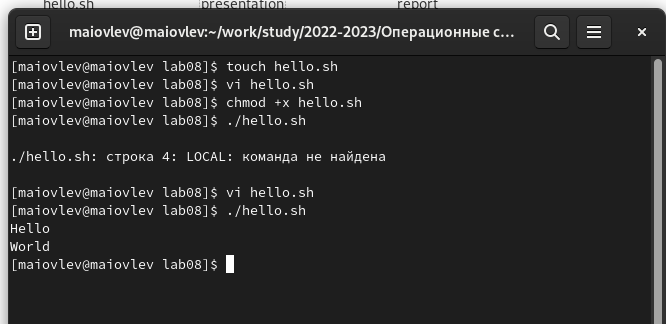 hello.sh presentation report
maiovlev@maiovlev:~/work/study/2022-2023/Операционные с...
[maiovlev@maiovlev lab08]$ touch hello.sh
[maiovlev@maiovlev lab08]$ vi hello.sh
[maiovlev@maiovlev lab08]$ chmod +x hello.sh
[maiovlev@maiovlev lab08]$ ./hello.sh
./hello.sh: строка 4: LOCAL: команда не найдена
[maiovlev@maiovlev lab08]$ vi hello.sh
[maiovlev@maiovlev lab08]$ ./hello.sh
Hello
World
[maiovlev@maiovlev lab08]$